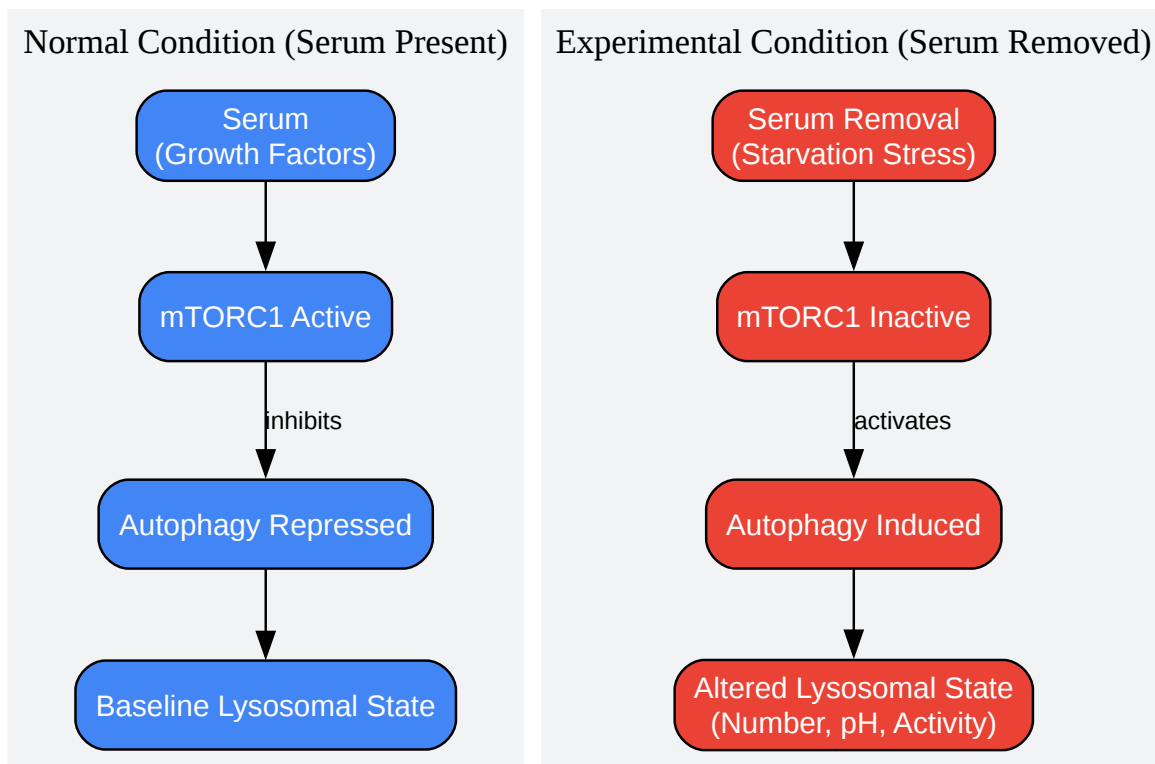 Normal Condition (Serum Present)
Serum
(Growth Factors)
mTORC1 Active
inhibits
Autophagy Repressed
Baseline Lysosomal State
Experimental Condition (Serum Removed)
Serum Removal
(Starvation Stress)
mTORC1 Inactive
activates
Autophagy Induced
Altered Lysosomal State
(Number, pH, Activity)